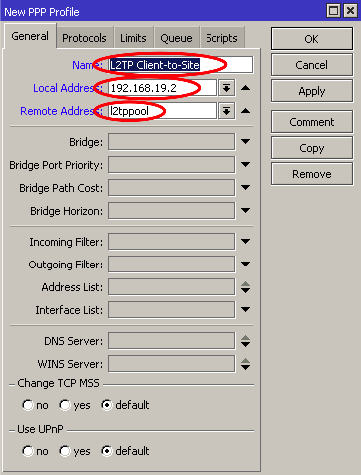 New PPP Profile
General Protocols Limits Queue Scripts
Name: L2TP Client-to-Site
Local Address: 192.168.19.2
Remote Address: l2tppool
Bridge:
Bridge Port Priority:
Bridge Path Cost:
Bridge Horizon:
Incoming Filter:
Outgoing Filter:
Address List:
Interface List:
DNS Server:
WINS Server:
Change TCP MSS
no yes default
Use UPnP
no yes default
OK
Cancel
Apply
Comment
Copy
Remove